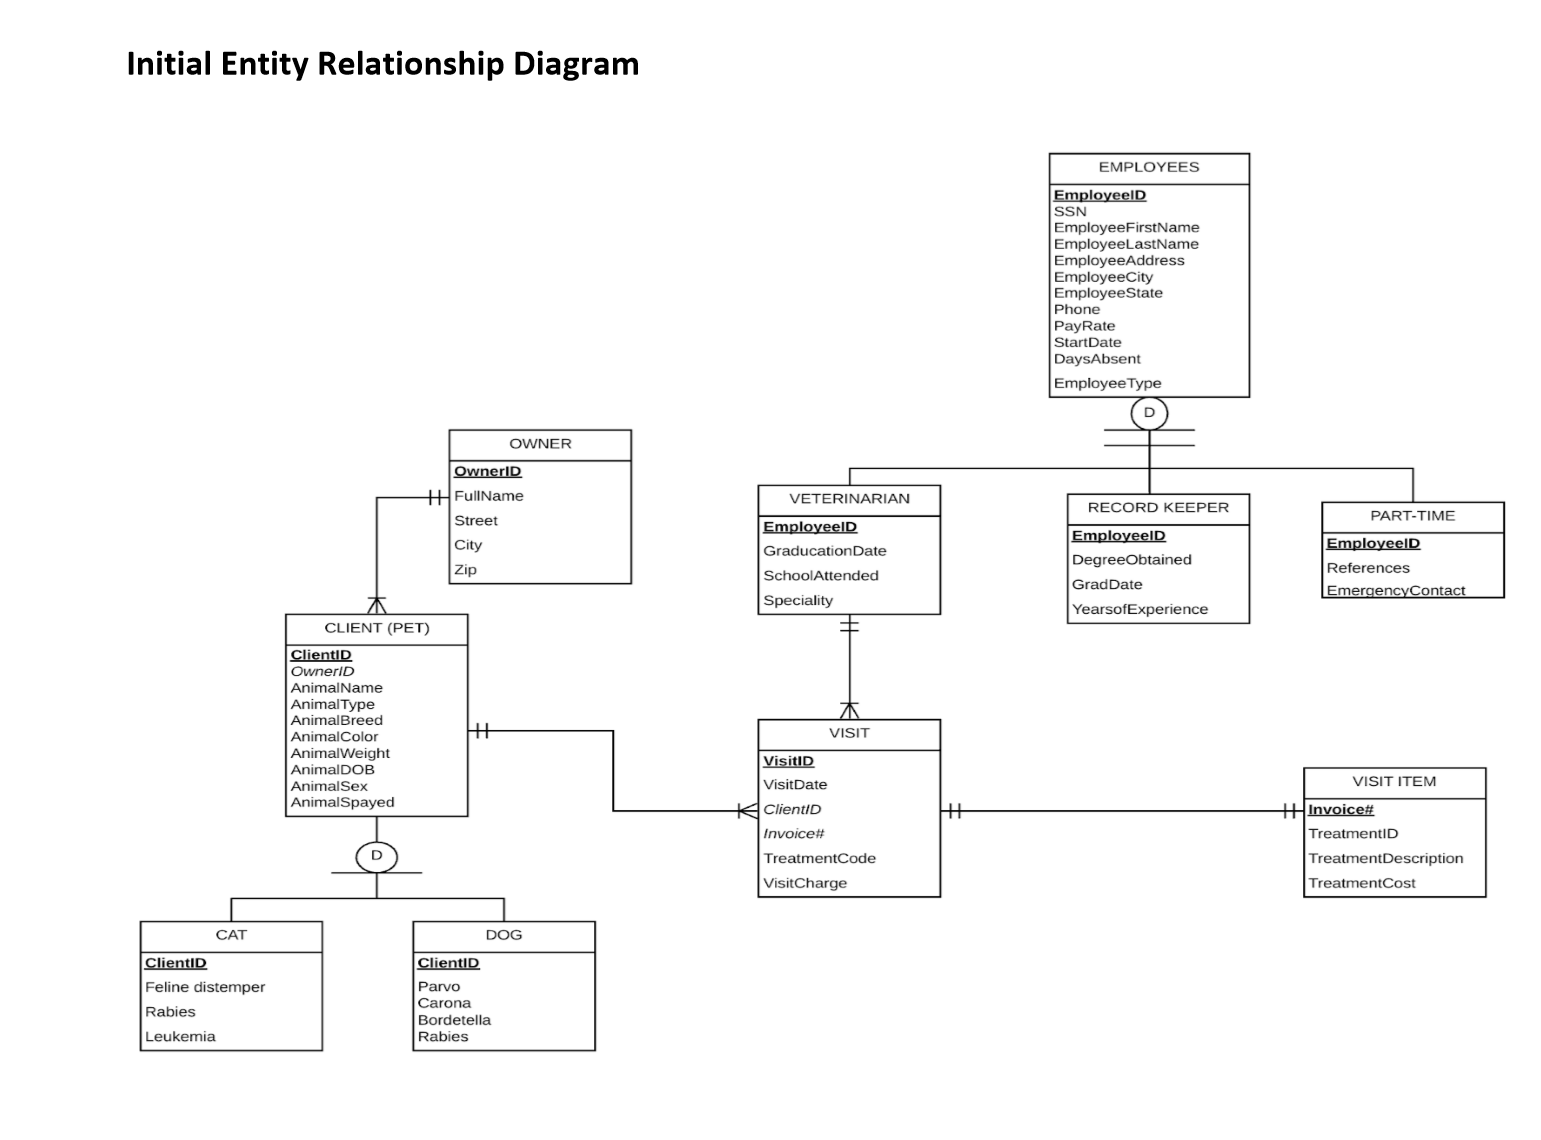 Initial Entity Relationship Diagram
EMPLOYEES
EmployeeID
SSN
EmployeeFirstName
EmployeeLastName
EmployeeAddress
EmployeeCity
EmployeeState
Phone
PayRate
StartDate
DaysAbsent
EmployeeType
D
OWNER
OwnerID
FullName
Street
City
Zip
VETERINARIAN
EmployeeID
GraducationDate
SchoolAttended
Speciality
RECORD KEEPER
EmployeeID
DegreeObtained
GradDate
YearsofExperience
PART-TIME
EmployeeID
References
EmergencyContact
CLIENT (PET)
ClientID
OwnerID
AnimalName
AnimalType
AnimalBreed
AnimalColor
AnimalWeight
AnimalDOB
AnimalSex
AnimalSpayed
D
VISIT
VisitID
VisitDate
ClientID
Invoice#
TreatmentCode
VisitCharge
VISIT ITEM
Invoice#
TreatmentID
TreatmentDescription
TreatmentCost
CAT
ClientID
Feline distemper
Rabies
Leukemia
DOG
ClientID
Parvo
Carona
Bordetella
Rabies